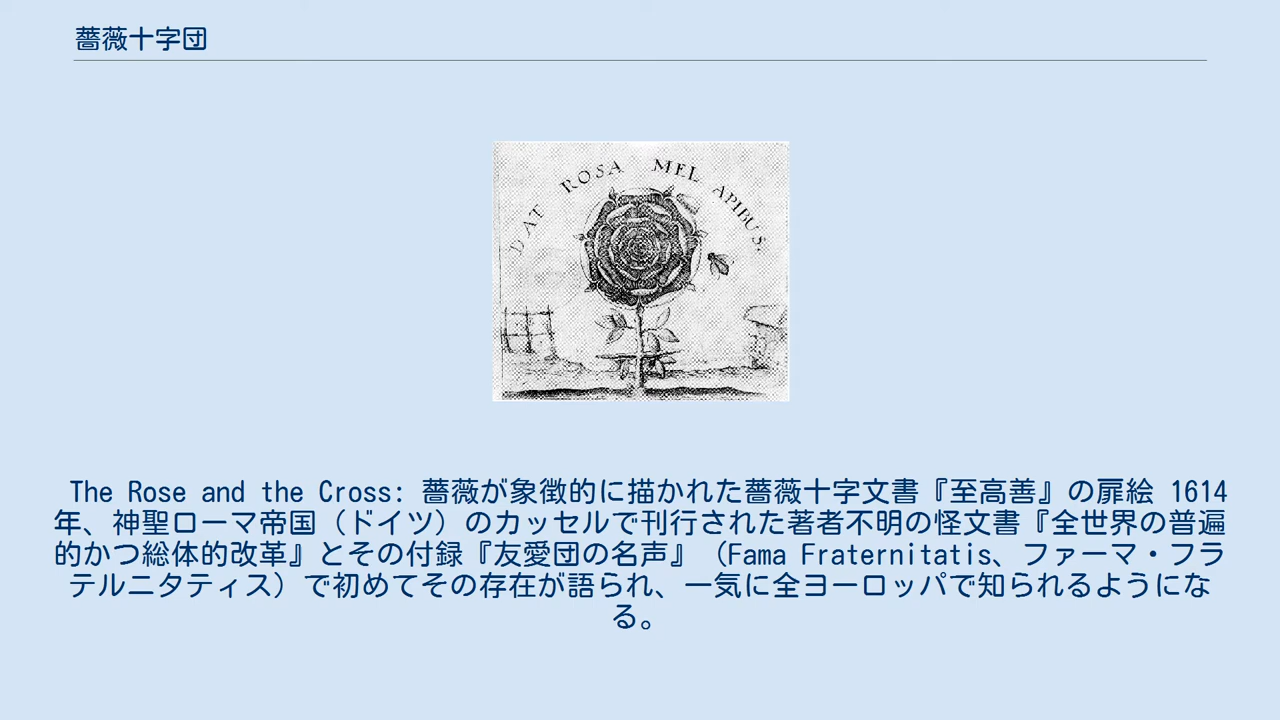 薔薇十字団
DAT ROSA MEL APIBUS.
The Rose and the Cross: 薔薇が象徴的に描かれた薔薇十字文書『至高善』の扉絵 1614
年、神聖ローマ帝国（ドイツ）のカッセルで刊行された著者不明の怪文書『全世界の普遍
的かつ総体的改革』とその付録『友愛団の名声』（Fama Fraternitatis、ファーマ・フラ
テルニタティス）で初めてその存在が語られ、一気に全ヨーロッパで知られるようにな
る。